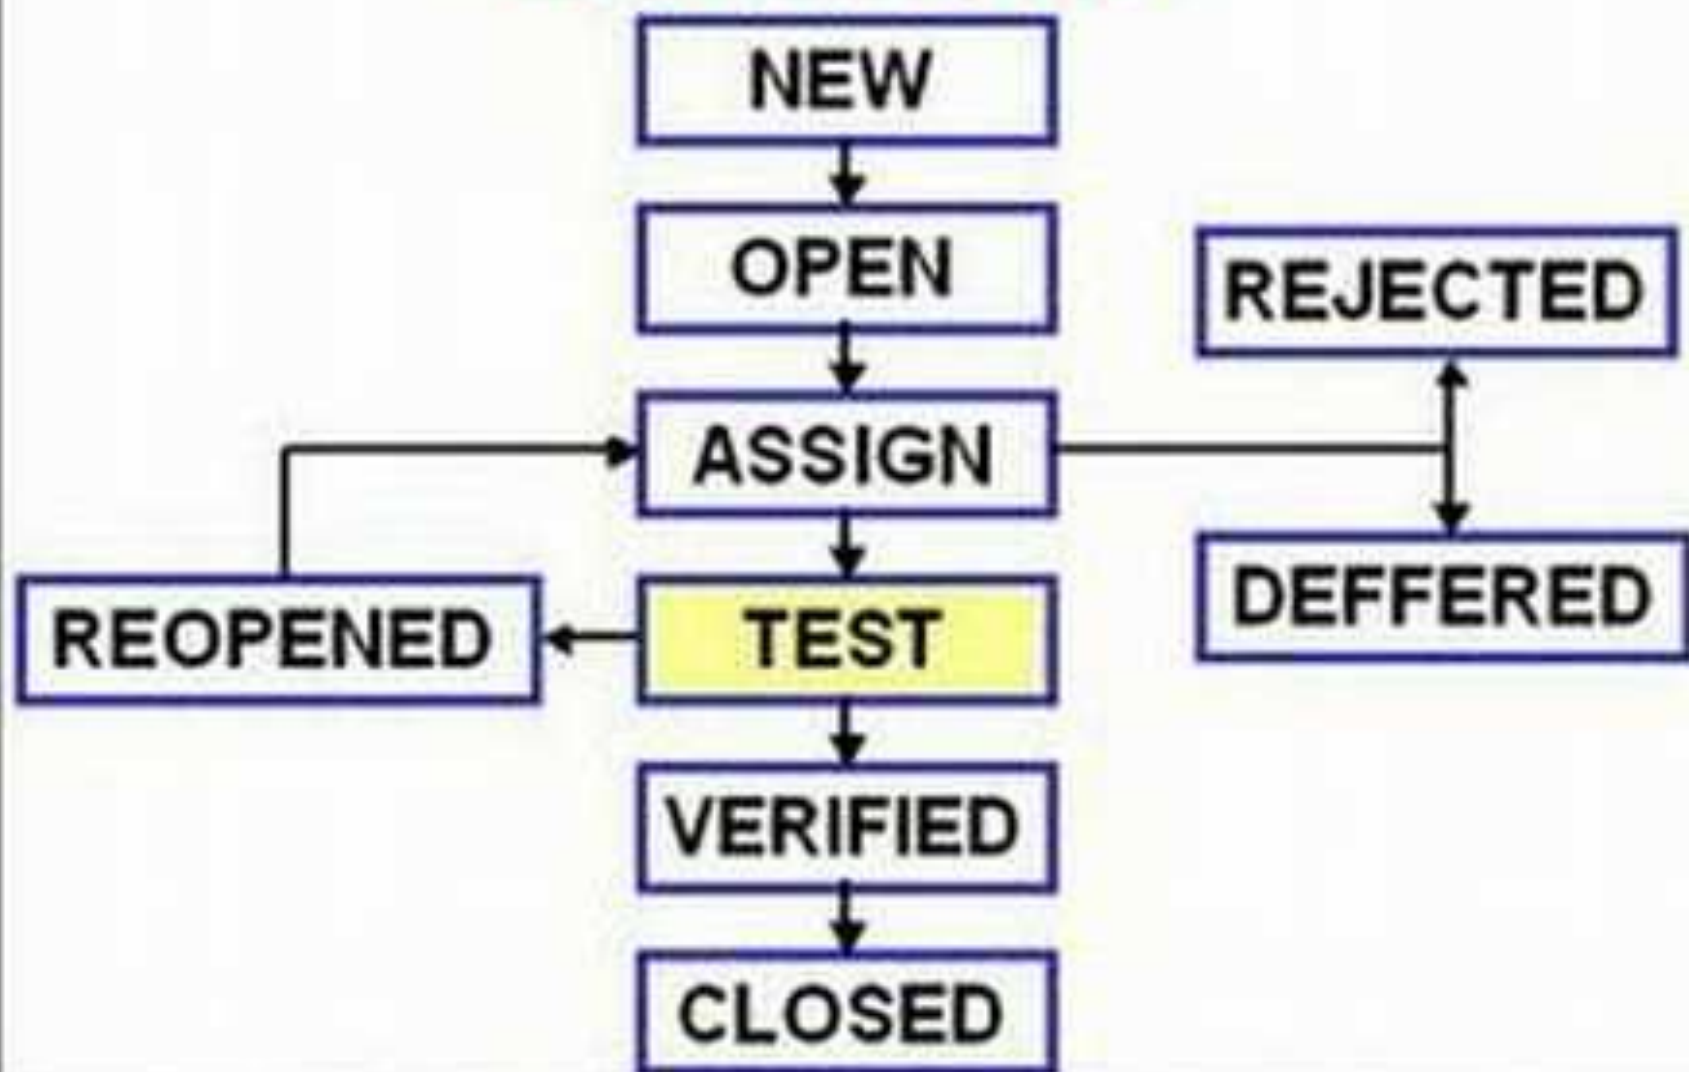 NEW
OPEN
REJECTED
ASSIGN
DEFFERED
REOPENED
TEST
VERIFIED
CLOSED